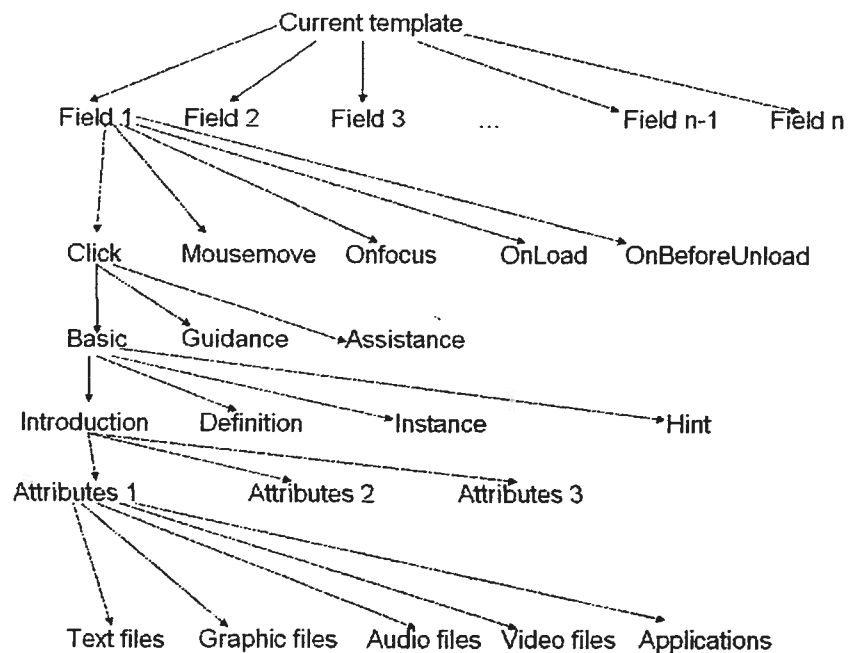 Current template
Field 1 Field 2 Field 3 ... Field n-1 Field n
Click Mousemove Onfocus OnLoad OnBeforeUnload
Basic Guidance Assistance
Introduction Definition Instance Hint
Attributes 1 Attributes 2 Attributes 3
Text files Graphic files Audio files Video files Applications